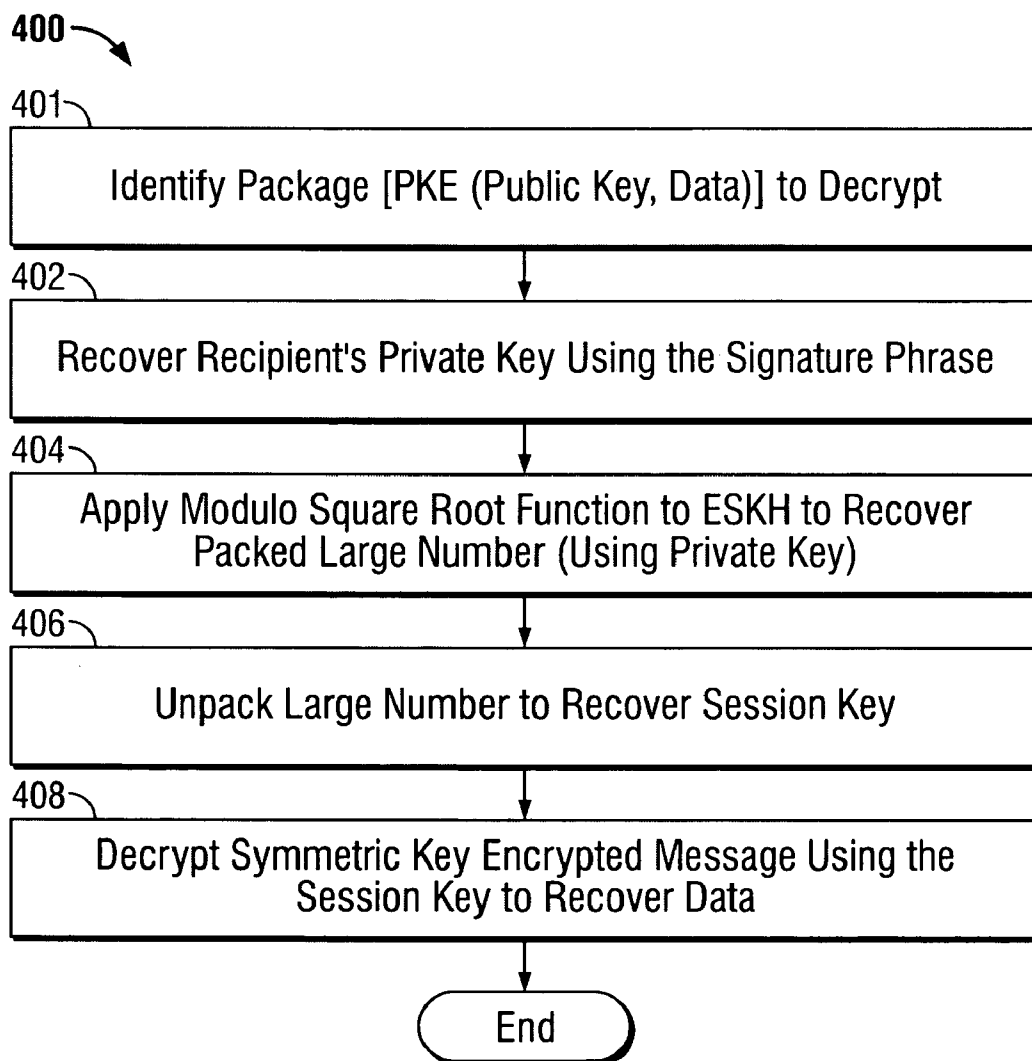 400
401
Identify Package [PKE (Public Key, Data)] to Decrypt
402
Recover Recipient's Private Key Using the Signature Phrase
404
Apply Modulo Square Root Function to ESKH to Recover
Packed Large Number (Using Private Key)
406
Unpack Large Number to Recover Session Key
408
Decrypt Symmetric Key Encrypted Message Using the
Session Key to Recover Data
End